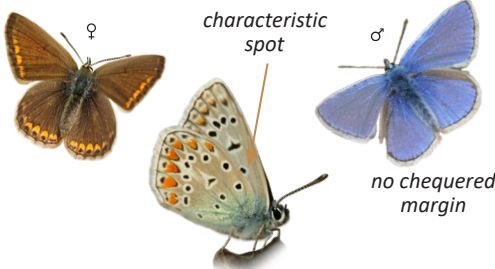 ♀
characteristic
spot
♂
no chequered
margin